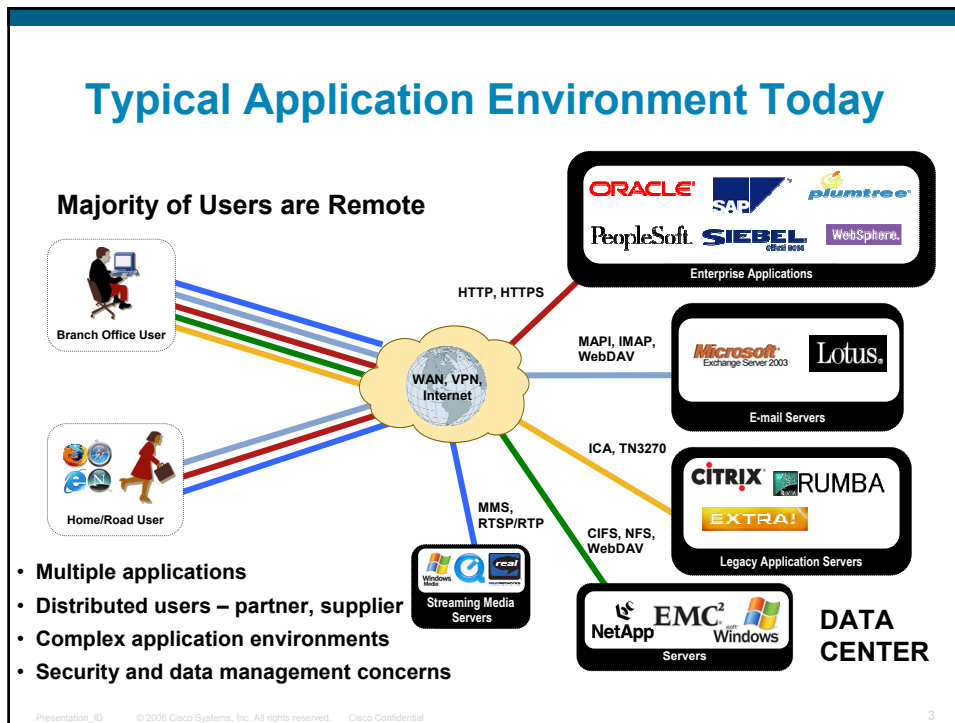 Typical Application Environment Today
Majority of Users are Remote
Branch Office User
Home/Road User
WAN, VPN,
Internet
HTTP, HTTPS
ORACLE
SAP
plumtree
PeopleSoft.
SIEBEL
eBusiness
WebSphere.
Enterprise Applications
MAPI, IMAP,
WebDAV
Microsoft
Exchange Server 2003
Lotus.
E-mail Servers
ICA, TN3270
CITRIX
RUMBA
EXTRA!
Legacy Application Servers
MMS,
RTSP/RTP
Windows
Media
real
Streaming Media
Servers
CIFS, NFS,
WebDAV
NetApp
EMC²
soft
Windows
Servers
DATA
CENTER
• Multiple applications
• Distributed users – partner, supplier
• Complex application environments
• Security and data management concerns
Presentation_ID © 2006 Cisco Systems, Inc. All rights reserved. Cisco Confidential 3